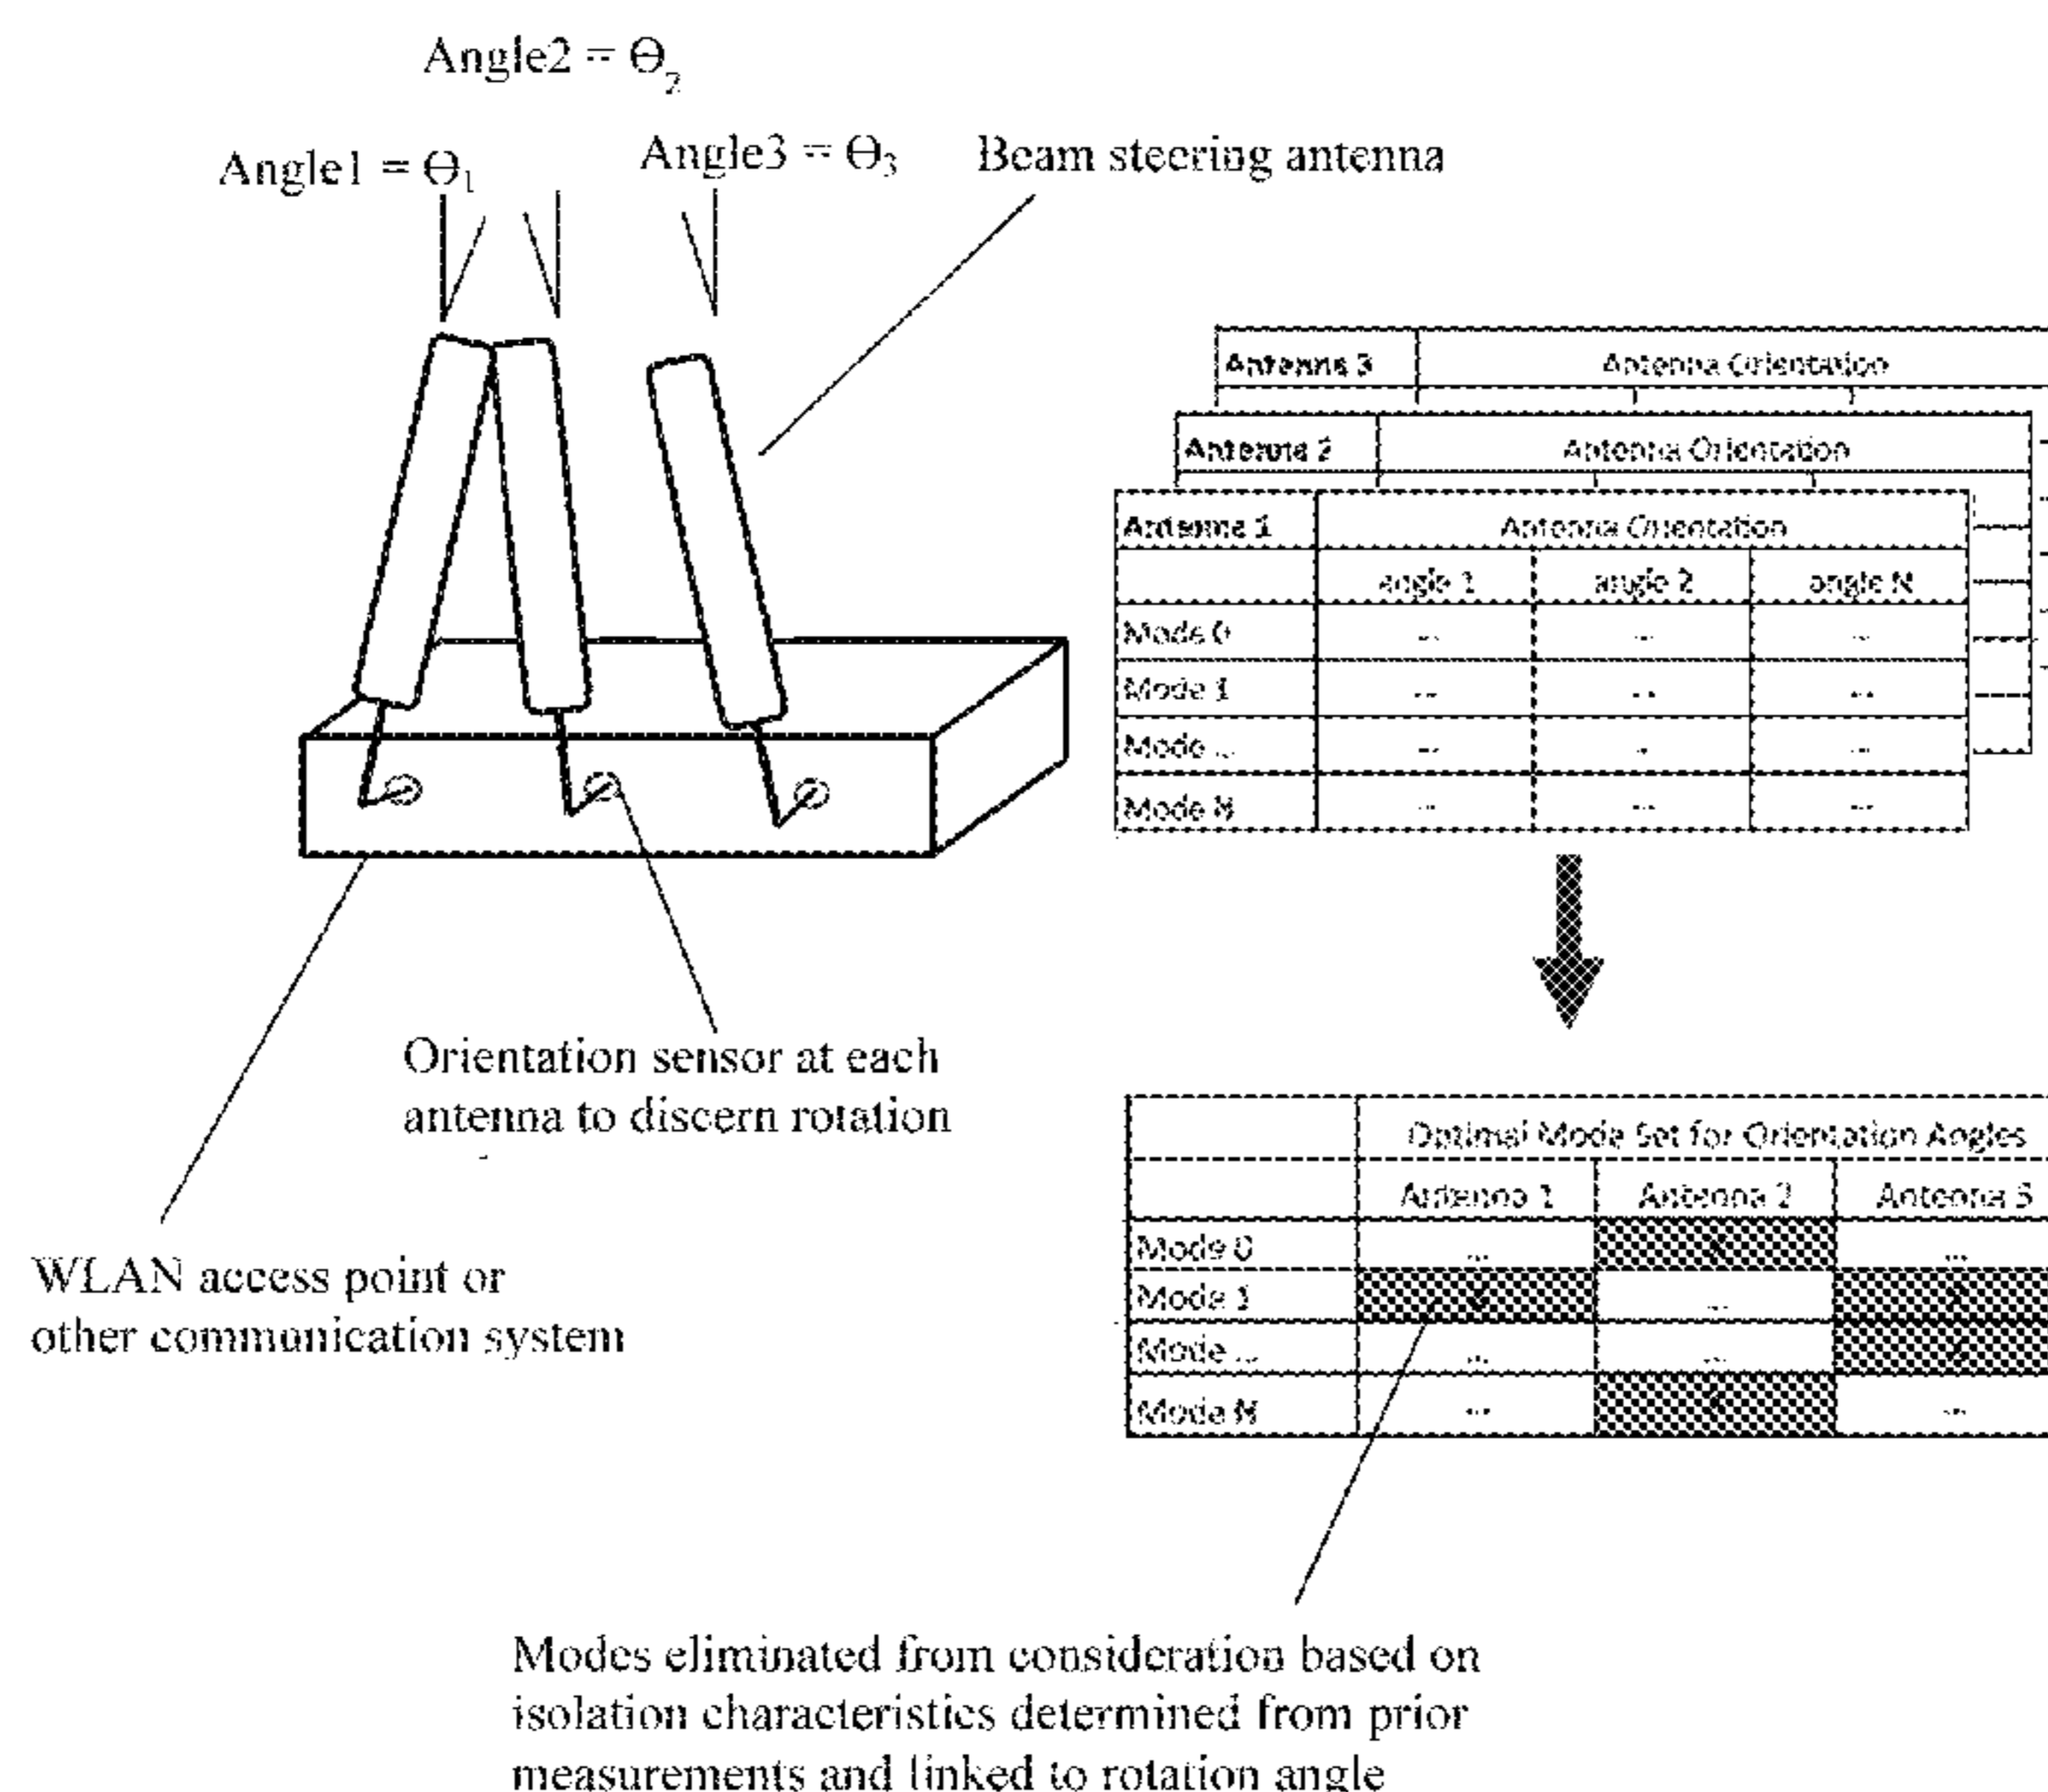 Angle2 = Θ2
Angle1 = Θ1
Angle3 = Θ3
Beam steering antenna
Antenna 3 Antenna Orientation
Antenna 2 Antenna Orientation
Antenna 1 Antenna Orientation
angle 1 angle 2 angle N
Mode 0 ... ... ...
Mode 1 ... ... ...
Mode ... ... ... ...
Mode N ... ... ...
Orientation sensor at each
antenna to discern rotation
WLAN access point or
other communication system
Optimal Mode Set for Orientation Angles
Antenna 1 Antenna 2 Antenna 3
Mode 0 ... X ...
Mode 1 X ... X
Mode ... ... ... X
Mode N ... X ...
Modes eliminated from consideration based on
isolation characteristics determined from prior
measurements and linked to rotation angle